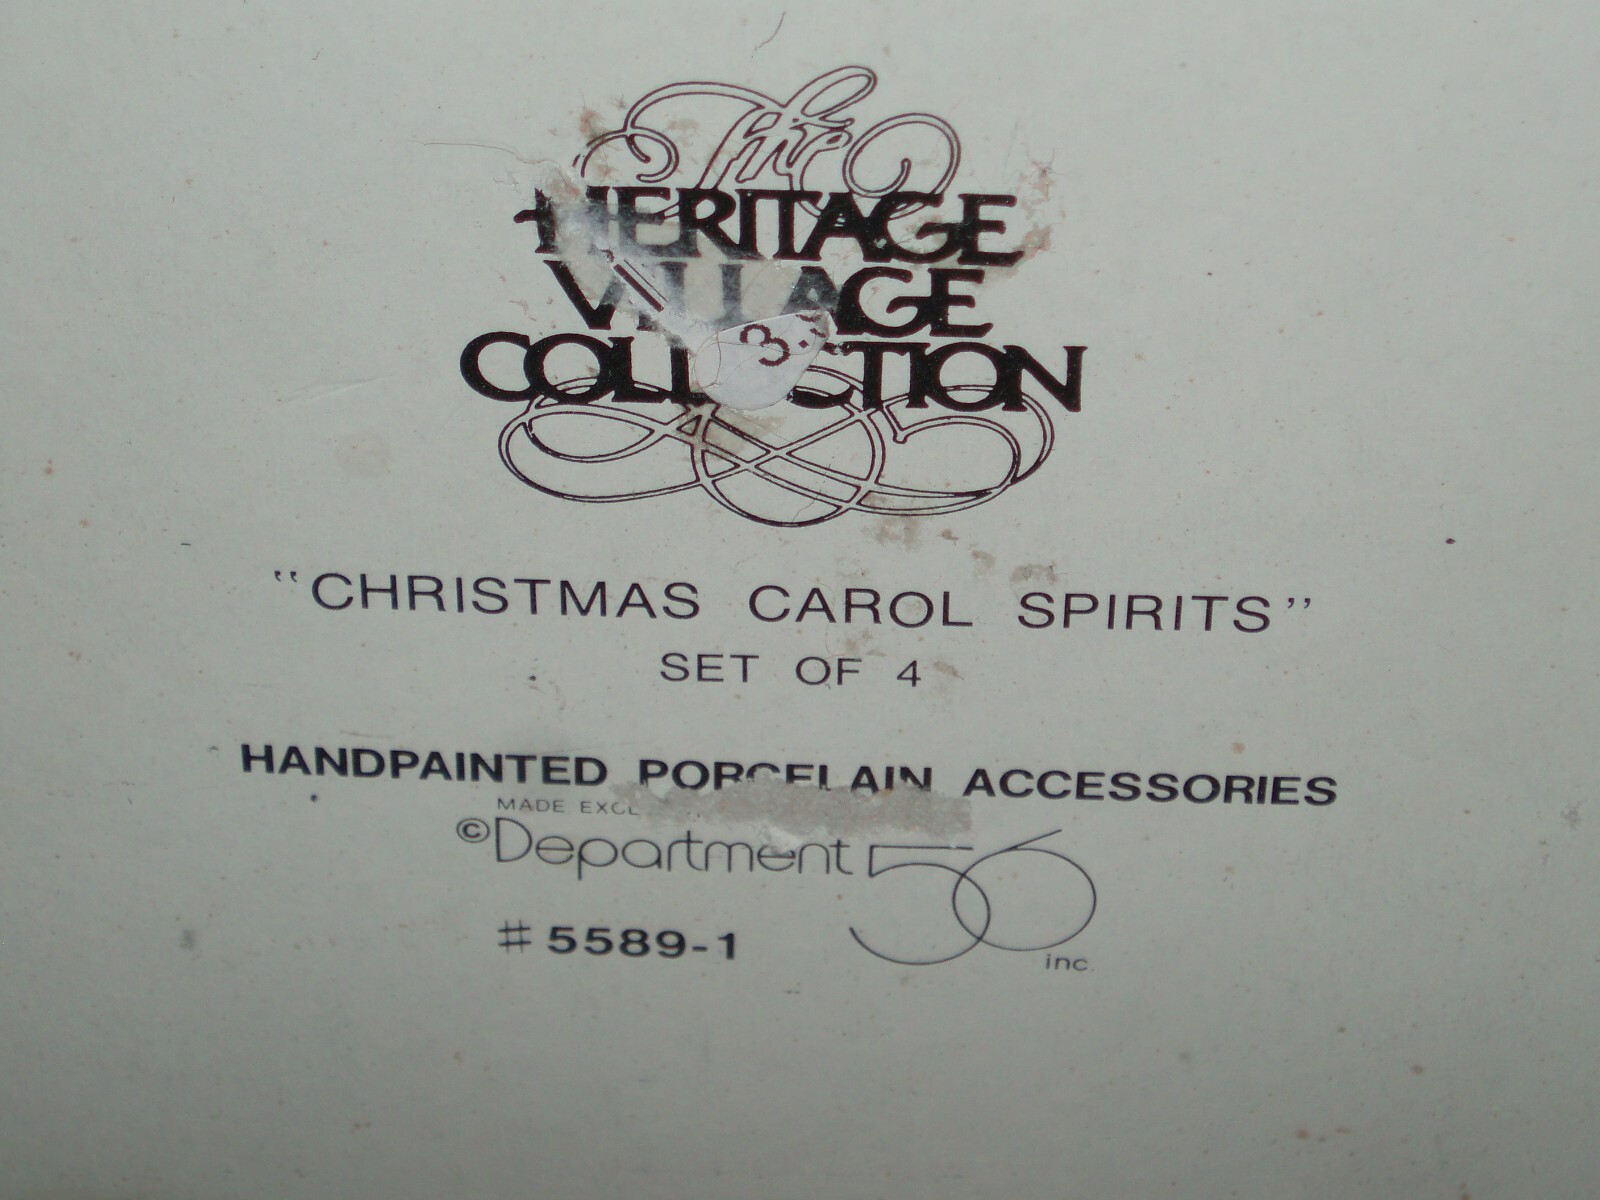 The
HERITAGE
VILLAGE
COLLECTION
3.
"CHRISTMAS CAROL SPIRITS"
SET OF 4
HANDPAINTED PORCELAIN ACCESSORIES
MADE
©Department 56
inc.
# 5589-1